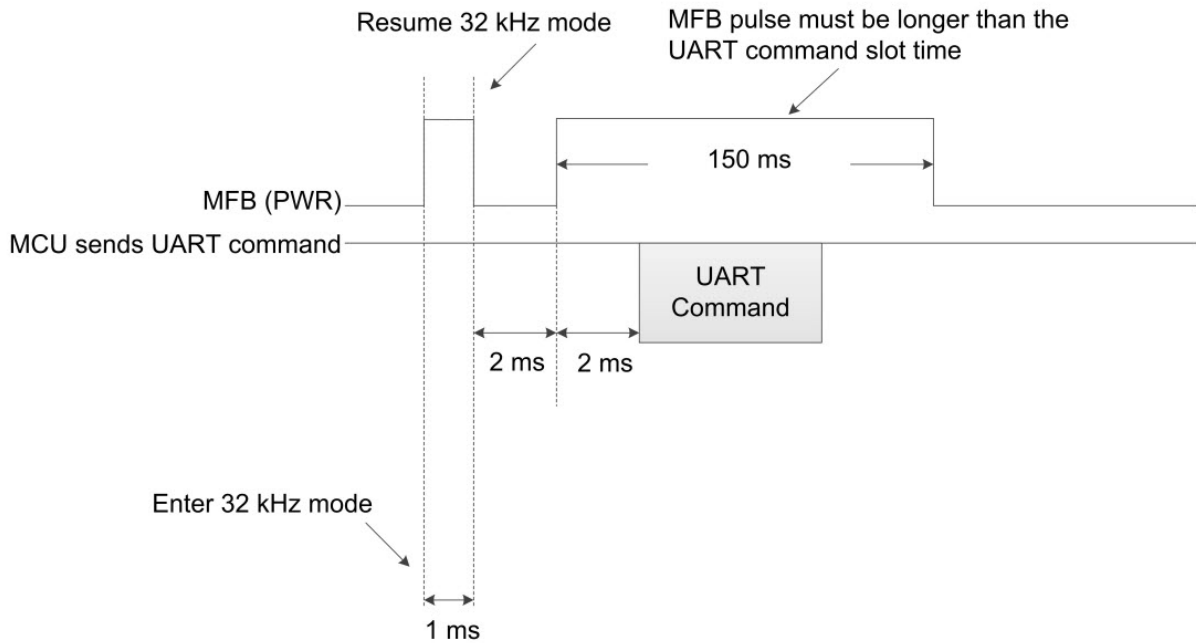 Resume 32 kHz mode
MFB pulse must be longer than the
UART command slot time
150 ms
MFB (PWR)
MCU sends UART command
UART
Command
2 ms
2 ms
Enter 32 kHz mode
1 ms